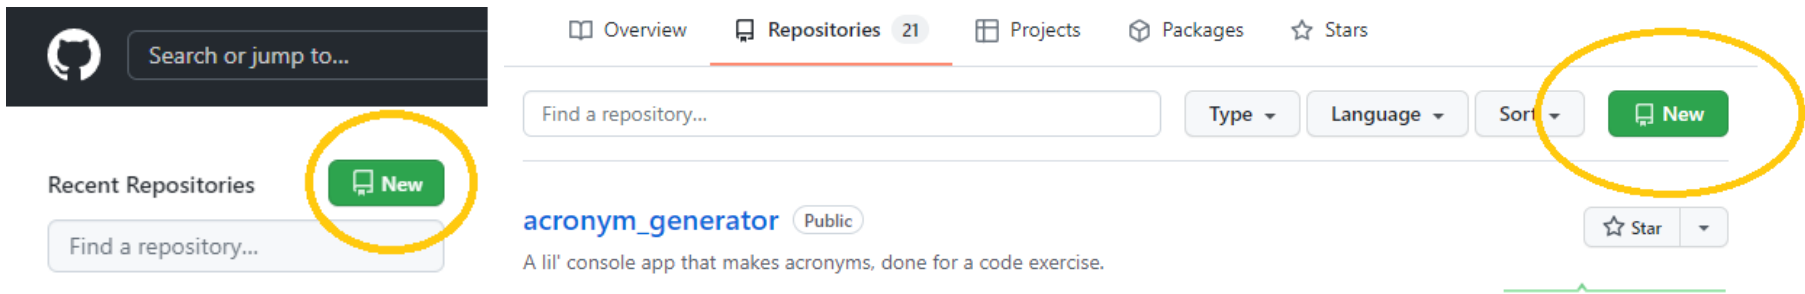 Search or jump to...
Recent Repositories
New
Find a repository...
Overview Repositories 21 Projects Packages Stars
Find a repository... Type Language Sort New
acronym_generator Public Star
A lil' console app that makes acronyms, done for a code exercise.